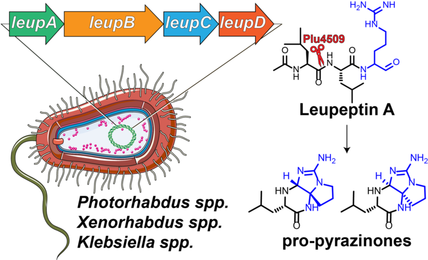 leupA leupB leupC leupD
Plu4509
NH₂
HN
NH
O
H
N
O
N
H
O
N
H
O
Leupeptin A
Photorhabdus spp.
Xenorhabdus spp.
Klebsiella spp.
NH₂
N
H
HN
N
O
N
H
NH₂
N
H
HN
N
O
N
H
pro-pyrazinones